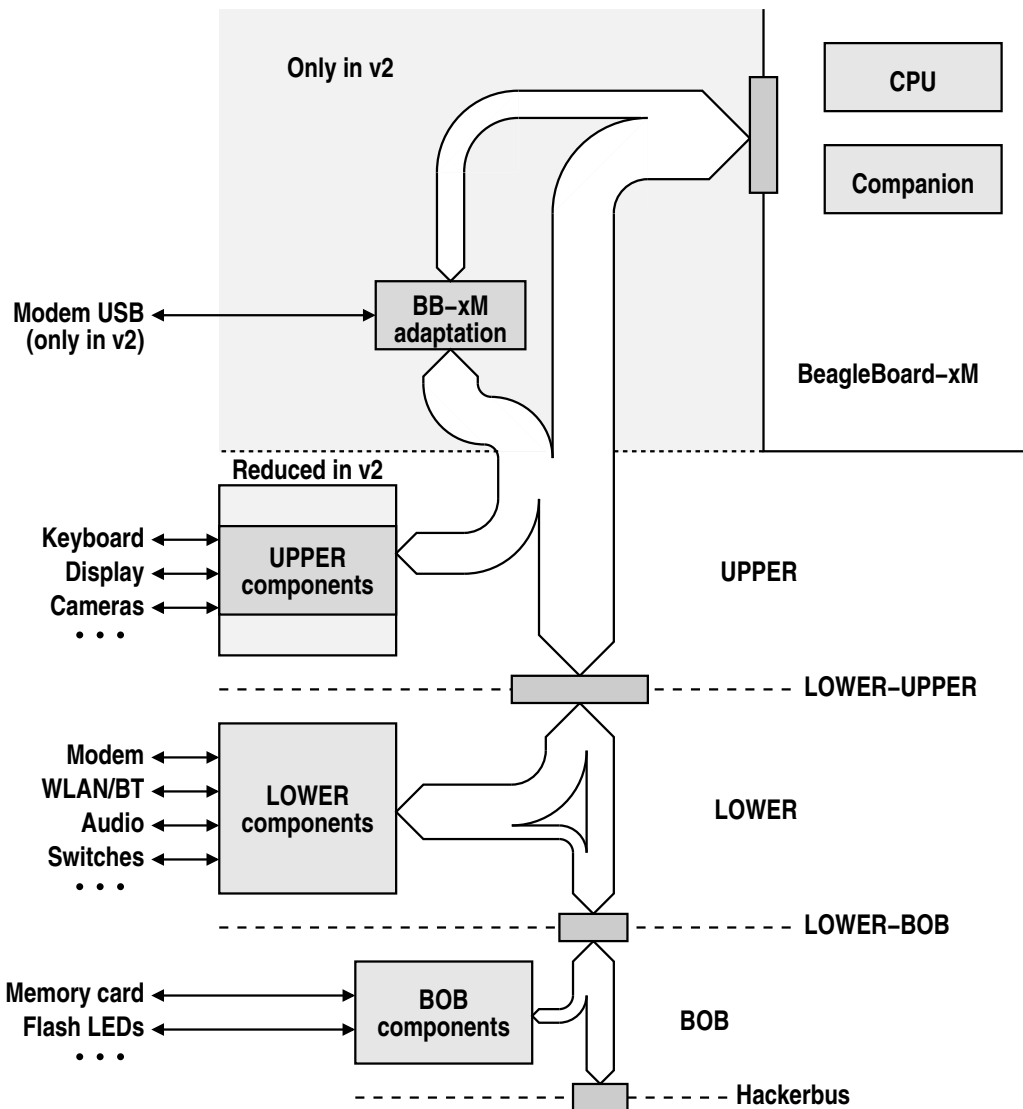 Only in v2
CPU
Companion
BB–xM
adaptation
Modem USB
(only in v2)
BeagleBoard–xM
Reduced in v2
Keyboard
Display
Cameras
• • •
UPPER
components
UPPER
LOWER–UPPER
Modem
WLAN/BT
Audio
Switches
• • •
LOWER
components
LOWER
LOWER–BOB
Memory card
Flash LEDs
• • •
BOB
components
BOB
Hackerbus